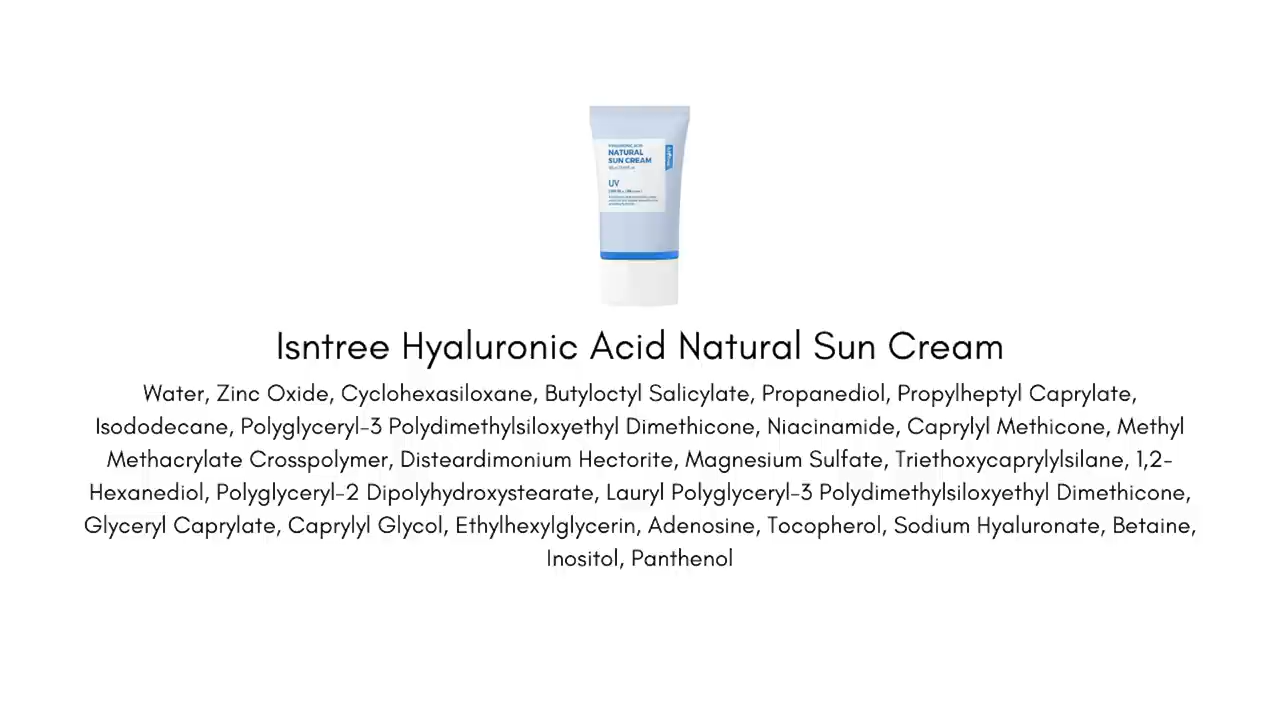 HYALURONIC ACID
NATURAL
SUN CREAM
UV
Isntree Hyaluronic Acid Natural Sun Cream
Water, Zinc Oxide, Cyclohexasiloxane, Butyloctyl Salicylate, Propanediol, Propylheptyl Caprylate,
Isododecane, Polyglyceryl-3 Polydimethylsiloxyethyl Dimethicone, Niacinamide, Caprylyl Methicone, Methyl
Methacrylate Crosspolymer, Disteardimonium Hectorite, Magnesium Sulfate, Triethoxycaprylylsilane, 1,2-
Hexanediol, Polyglyceryl-2 Dipolyhydroxystearate, Lauryl Polyglyceryl-3 Polydimethylsiloxyethyl Dimethicone,
Glyceryl Caprylate, Caprylyl Glycol, Ethylhexylglycerin, Adenosine, Tocopherol, Sodium Hyaluronate, Betaine,
Inositol, Panthenol